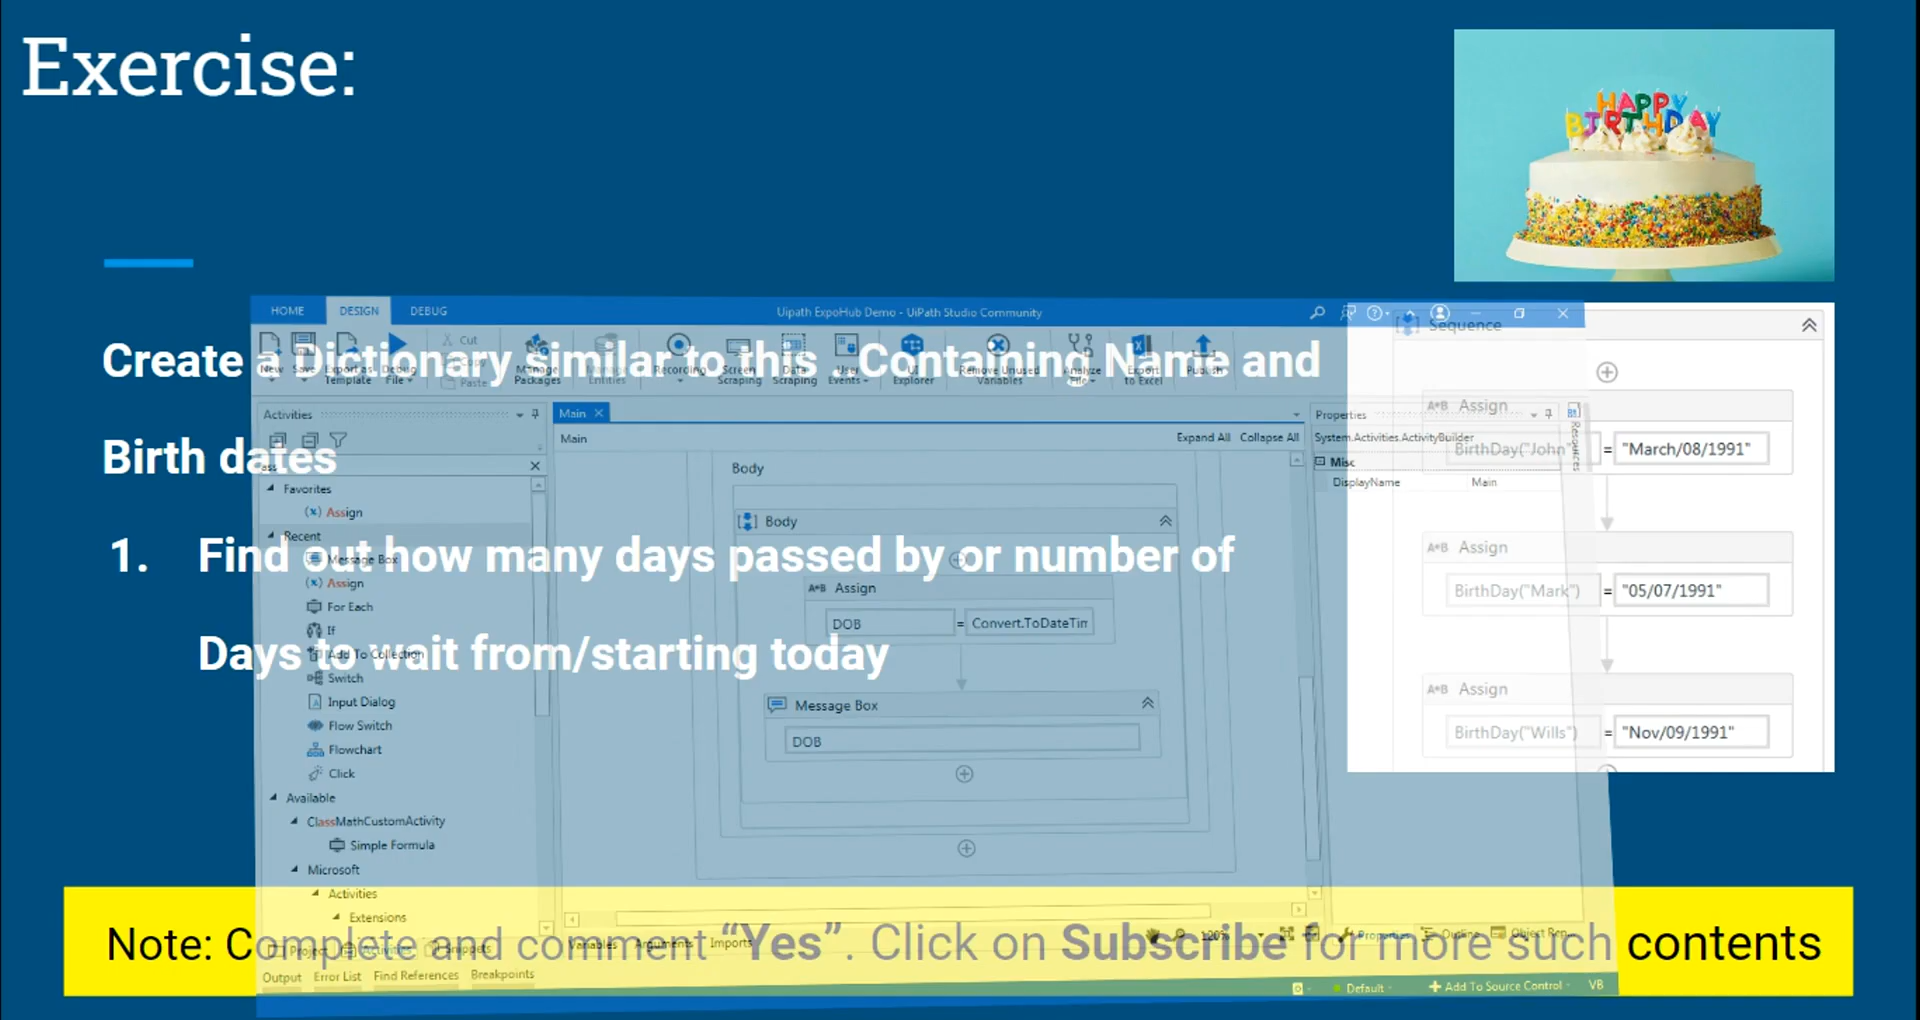 Exercise:
HAPPY
BIRTHDAY
HOME DESIGN DEBUG
Uipath ExpoHub Demo - UiPath Studio Community
Cut
New Save Export as Template Debug File
Paste
Manage Packages
Manage Entities
Recording
Screen Scraping
Data Scraping
User Events
UI Explorer
Remove Unused Variables
Analyze File
Export to Excel
Publish
Create a Dictionary similar to this . Containing Name and
Birth dates
1. Find out how many days passed by or number of
Days to wait from/starting today
Activities
Favorites
Assign
Recent
Message Box
Assign
For Each
If
Add To Collection
Switch
Input Dialog
Flow Switch
Flowchart
Click
Available
ClassMathCustomActivity
Simple Formula
Microsoft
Activities
Extensions
Project Activities Snippets
Main
Main
Expand All Collapse All
Body
Body
A*B Assign
DOB = Convert.ToDateTim
Message Box
DOB
Variables Arguments Imports
120%
Properties
System.Activities.ActivityBuilder
Misc
DisplayName Main
Resources
Properties Outline Object Rep...
Sequence
A*B Assign
BirthDay("John" = "March/08/1991"
A*B Assign
BirthDay("Mark") = "05/07/1991"
A*B Assign
BirthDay("Wills") = "Nov/09/1991"
Note: Complete and comment “Yes” . Click on Subscribe for more such contents
Output Error List Find References Breakpoints
Default Add To Source Control VB